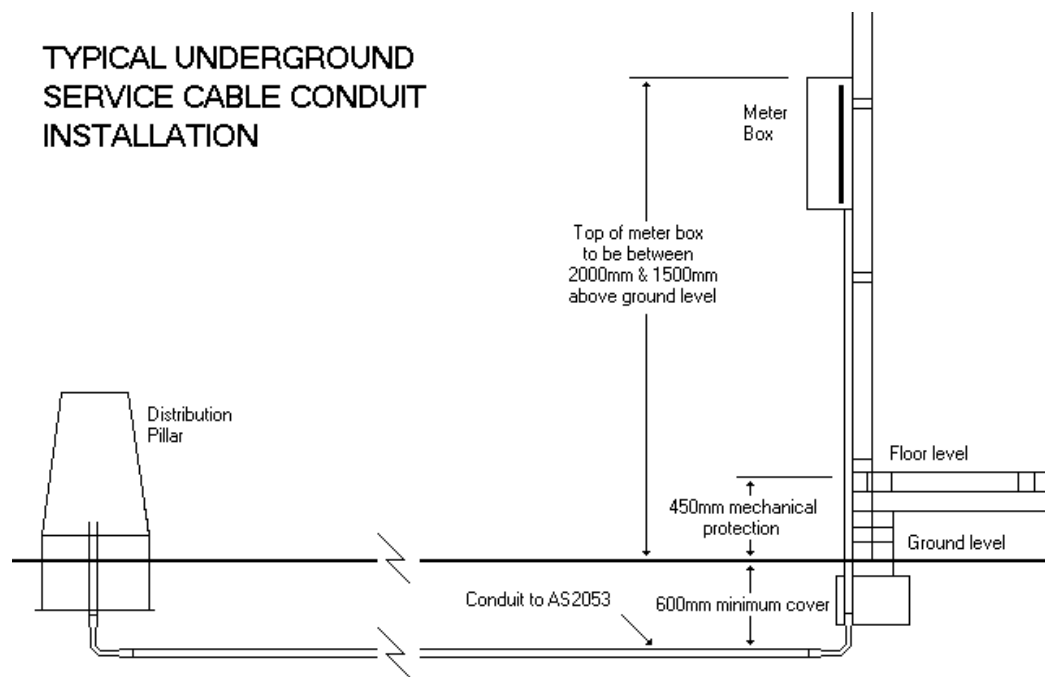 TYPICAL UNDERGROUND
SERVICE CABLE CONDUIT
INSTALLATION
Meter
Box
Top of meter box
to be between
2000mm & 1500mm
above ground level
Distribution
Pillar
Floor level
450mm mechanical
protection
Ground level
Conduit to AS2053
600mm minimum cover